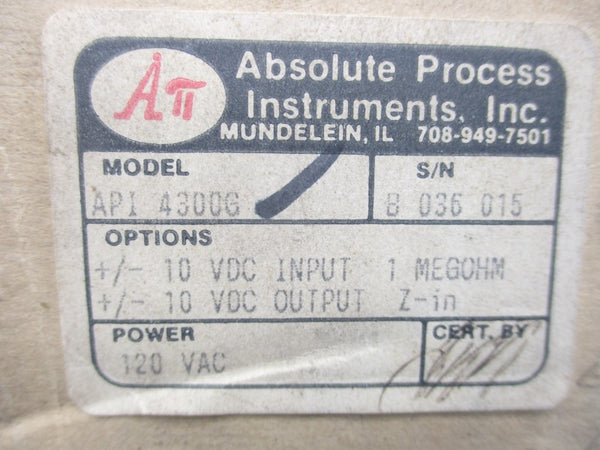 Aπ
Absolute Process
Instruments, Inc.
MUNDELEIN, IL 708-949-7501
MODEL
API 4300G
S/N
B 036 015
OPTIONS
+/- 10 VDC INPUT 1 MEGOHM
+/- 10 VDC OUTPUT Z-in
POWER
120 VAC
CERT. BY